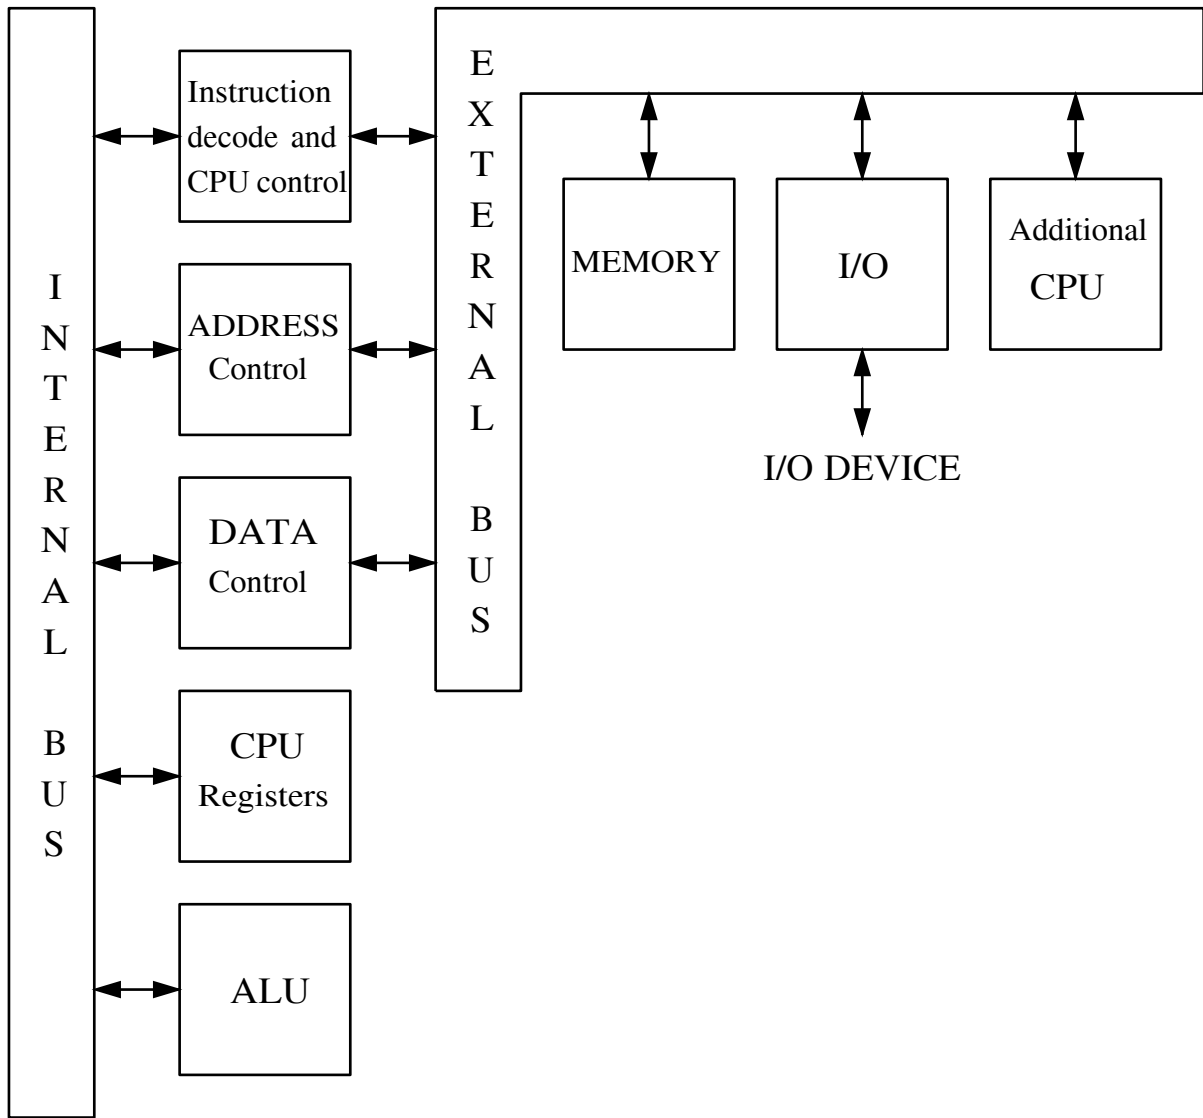 INTERNAL BUS
Instruction
decode and
CPU control
ADDRESS
Control
DATA
Control
CPU
Registers
ALU
EXTERNAL BUS
MEMORY
I/O
Additional
CPU
I/O DEVICE